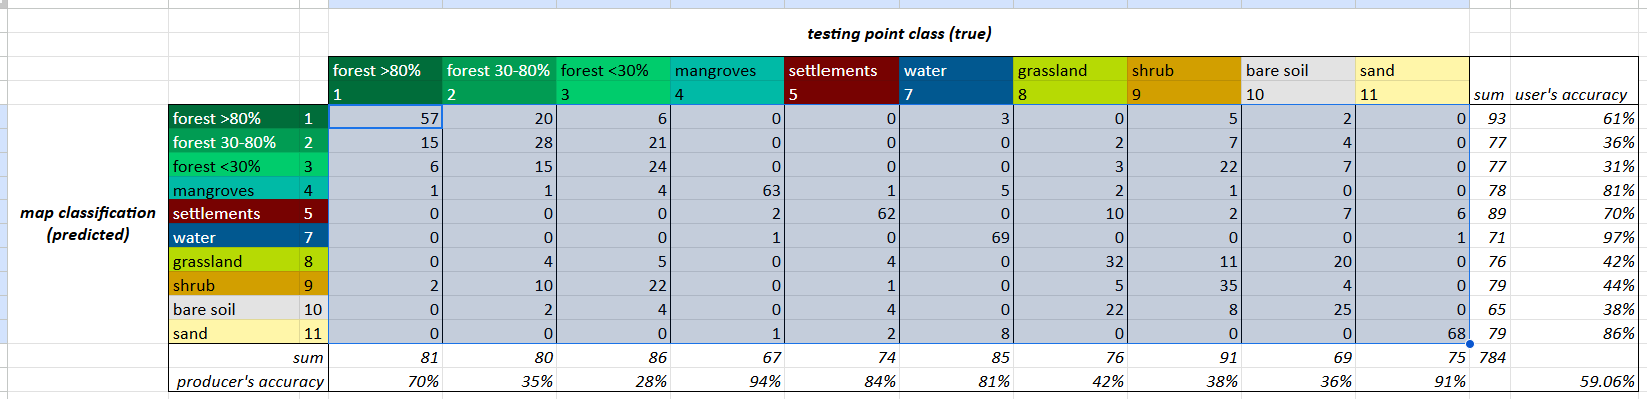 testing point class (true)
forest >80% forest 30-80% forest <30% mangroves settlements water grassland shrub bare soil sand
1 2 3 4 5 7 8 9 10 11 sum user's accuracy
forest >80% 1 57 20 6 0 0 3 0 5 2 0 93 61%
forest 30-80% 2 15 28 21 0 0 0 2 7 4 0 77 36%
forest <30% 3 6 15 24 0 0 0 3 22 7 0 77 31%
mangroves 4 1 1 4 63 1 5 2 1 0 0 78 81%
map classification (predicted)
settlements 5 0 0 0 2 62 0 10 2 7 6 89 70%
water 7 0 0 0 1 0 69 0 0 0 1 71 97%
grassland 8 0 4 5 0 4 0 32 11 20 0 76 42%
shrub 9 2 10 22 0 1 0 5 35 4 0 79 44%
bare soil 10 0 2 4 0 4 0 22 8 25 0 65 38%
sand 11 0 0 0 1 2 8 0 0 0 68 79 86%
sum 81 80 86 67 74 85 76 91 69 75 784
producer's accuracy 70% 35% 28% 94% 84% 81% 42% 38% 36% 91% 59.06%